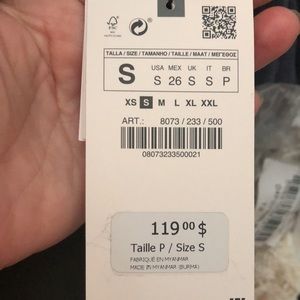 FSC
TALLA / SIZE / TAMANHO / TAILLE / MAAT / ΜΕΓΕΘΟΣ
S
USA MEX UK IT BR
S 26 S S P
XS S M L XL XXL
ART.: 8073 / 233 / 500
08073233500021
119 00 $
Taille P / Size S
FABRIQUÉ EN MYANMAR
MADE IN MYANMAR (BURMA)